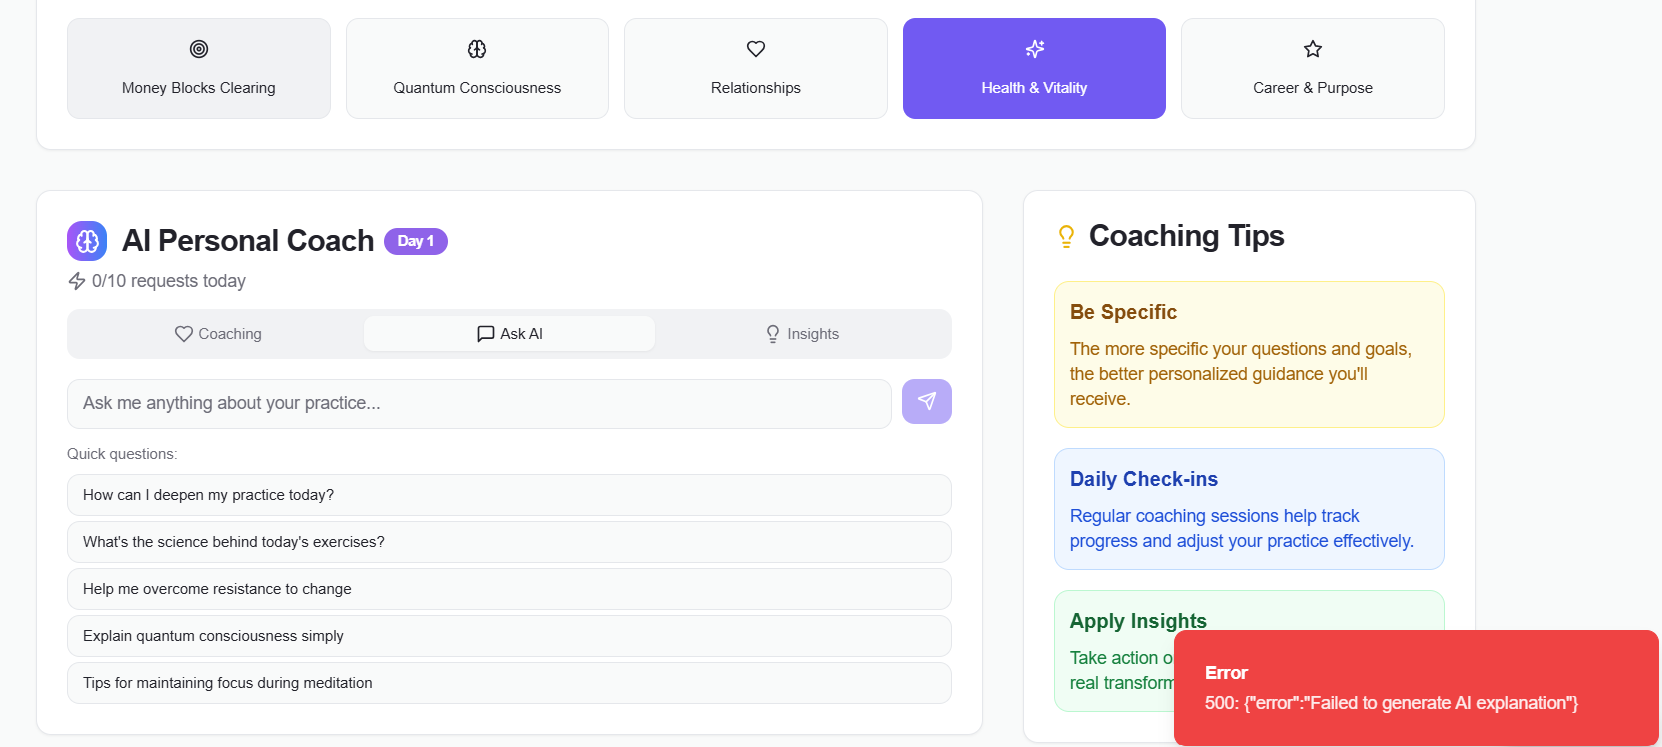 Money Blocks Clearing
Quantum Consciousness
Relationships
Health & Vitality
Career & Purpose
AI Personal Coach
Day 1
0/10 requests today
Coaching
Ask AI
Insights
Ask me anything about your practice...
Quick questions:
How can I deepen my practice today?
What's the science behind today's exercises?
Help me overcome resistance to change
Explain quantum consciousness simply
Tips for maintaining focus during meditation
Coaching Tips
Be Specific
The more specific your questions and goals,
the better personalized guidance you'll
receive.
Daily Check-ins
Regular coaching sessions help track
progress and adjust your practice effectively.
Apply Insights
Take action
real
Error
500: {"error":"Failed to generate AI explanation"}